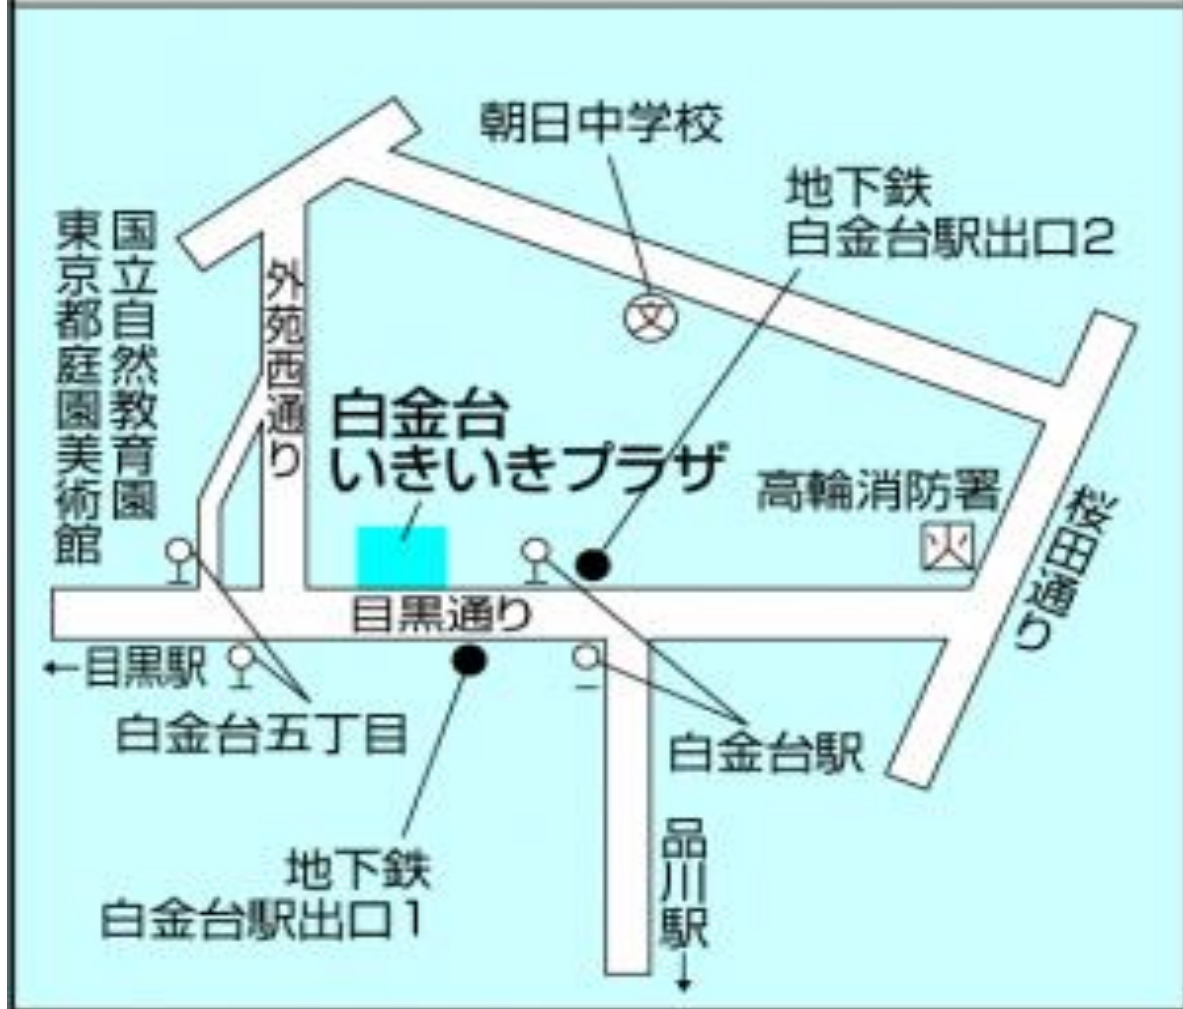 朝日中学校
地下鉄
白金台駅出口2
国立自然教育園
東京都庭園美術館
外苑西通り
白金台
いきいきプラザ
文
高輪消防署
火
桜田通り
目黒通り
←目黒駅
白金台五丁目
白金台駅
地下鉄
白金台駅出口1
品川駅→